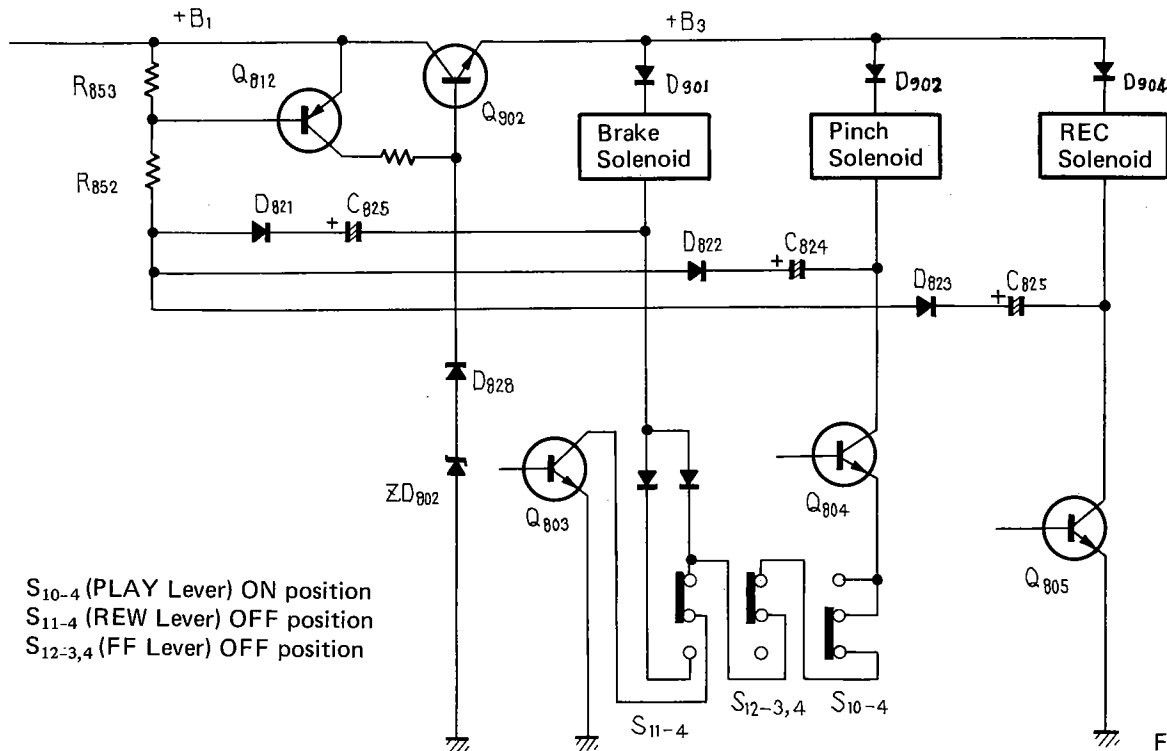 +B₁
+B₃
R₈₅₃
Q₈₁₂
Q₉₀₂
D₉₀₁
D₉₀₂
D₉₀₄
Brake
Solenoid
Pinch
Solenoid
REC
Solenoid
R₈₅₂
D₈₂₁
+
C₈₂₅
D₈₂₂
+
C₈₂₄
D₈₂₃
+
C₈₂₅
D₈₂₈
ZD₈₀₂
Q₈₀₃
Q₈₀₄
Q₈₀₅
S₁₀₋₄ (PLAY Lever) ON position
S₁₁₋₄ (REW Lever) OFF position
S₁₂₋₃,₄ (FF Lever) OFF position
S₁₁₋₄
S₁₂₋₃,₄
S₁₀₋₄
F